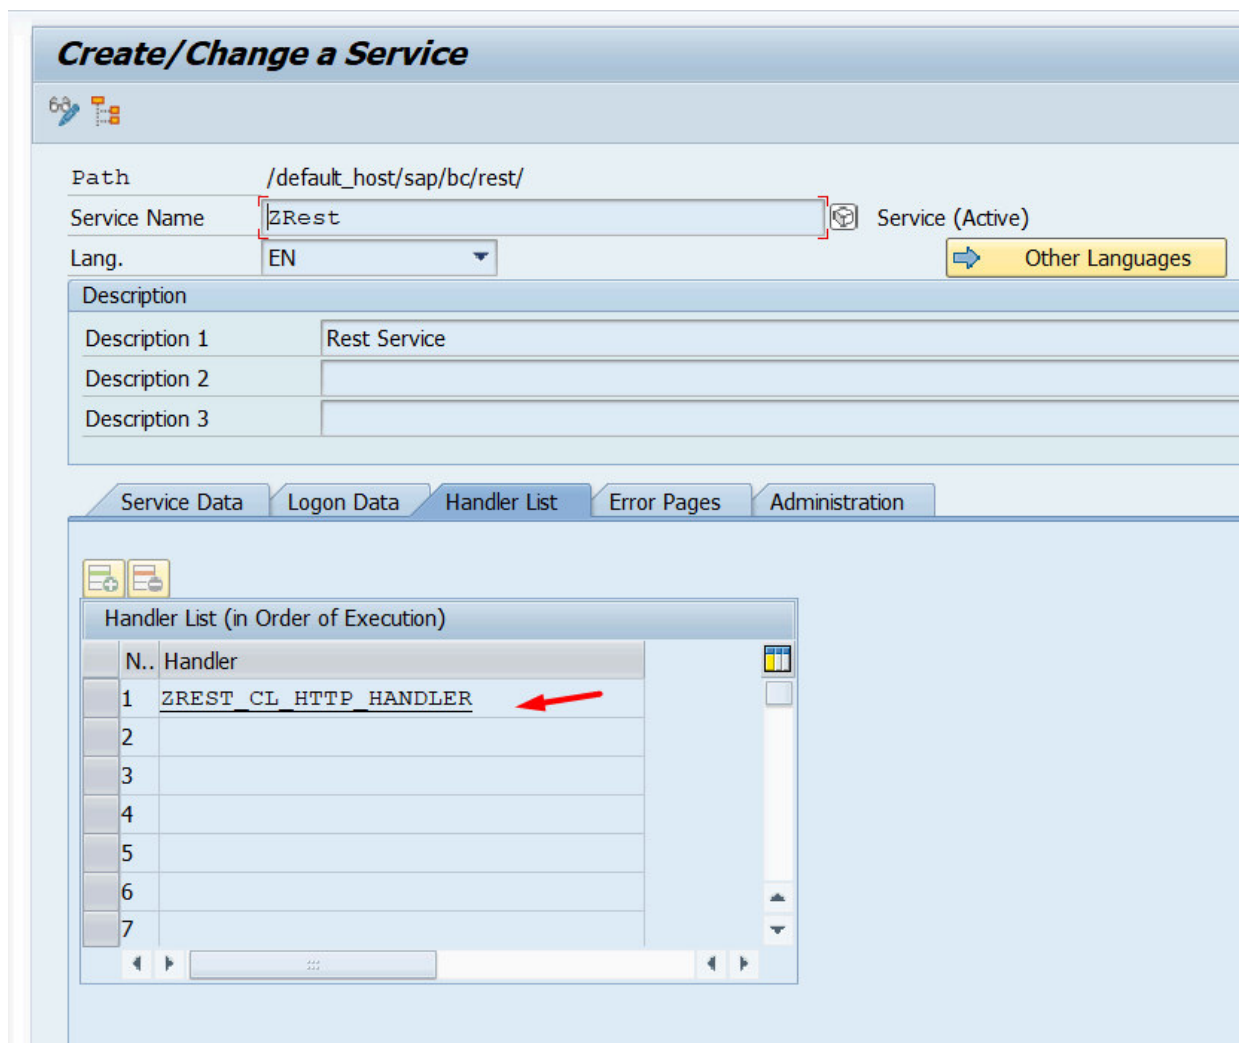 Create/Change a Service
Path /default_host/sap/bc/rest/
Service Name ZRest Service (Active)
Lang. EN Other Languages
Description
Description 1 Rest Service
Description 2
Description 3
Service Data Logon Data Handler List Error Pages Administration
Handler List (in Order of Execution)
N.. Handler
1 ZREST_CL_HTTP_HANDLER
2
3
4
5
6
7